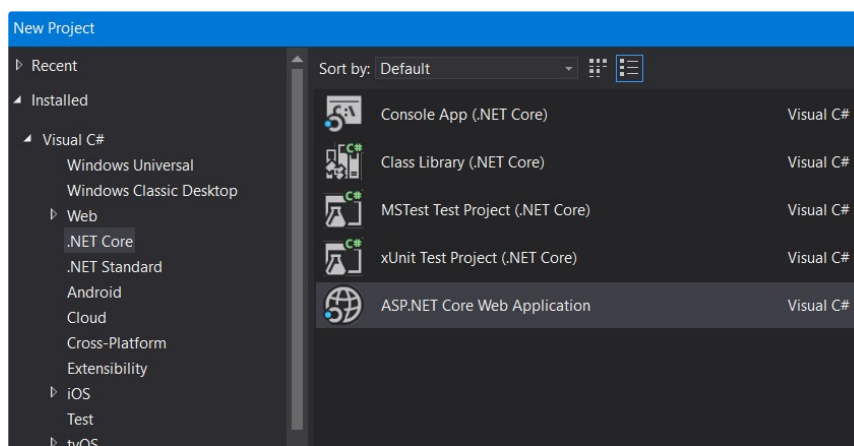 New Project
Recent
Installed
Visual C#
Windows Universal
Windows Classic Desktop
Web
.NET Core
.NET Standard
Android
Cloud
Cross-Platform
Extensibility
iOS
Test
tvOS
Sort by: Default
Console App (.NET Core) Visual C#
Class Library (.NET Core) Visual C#
MSTest Test Project (.NET Core) Visual C#
xUnit Test Project (.NET Core) Visual C#
ASP.NET Core Web Application Visual C#